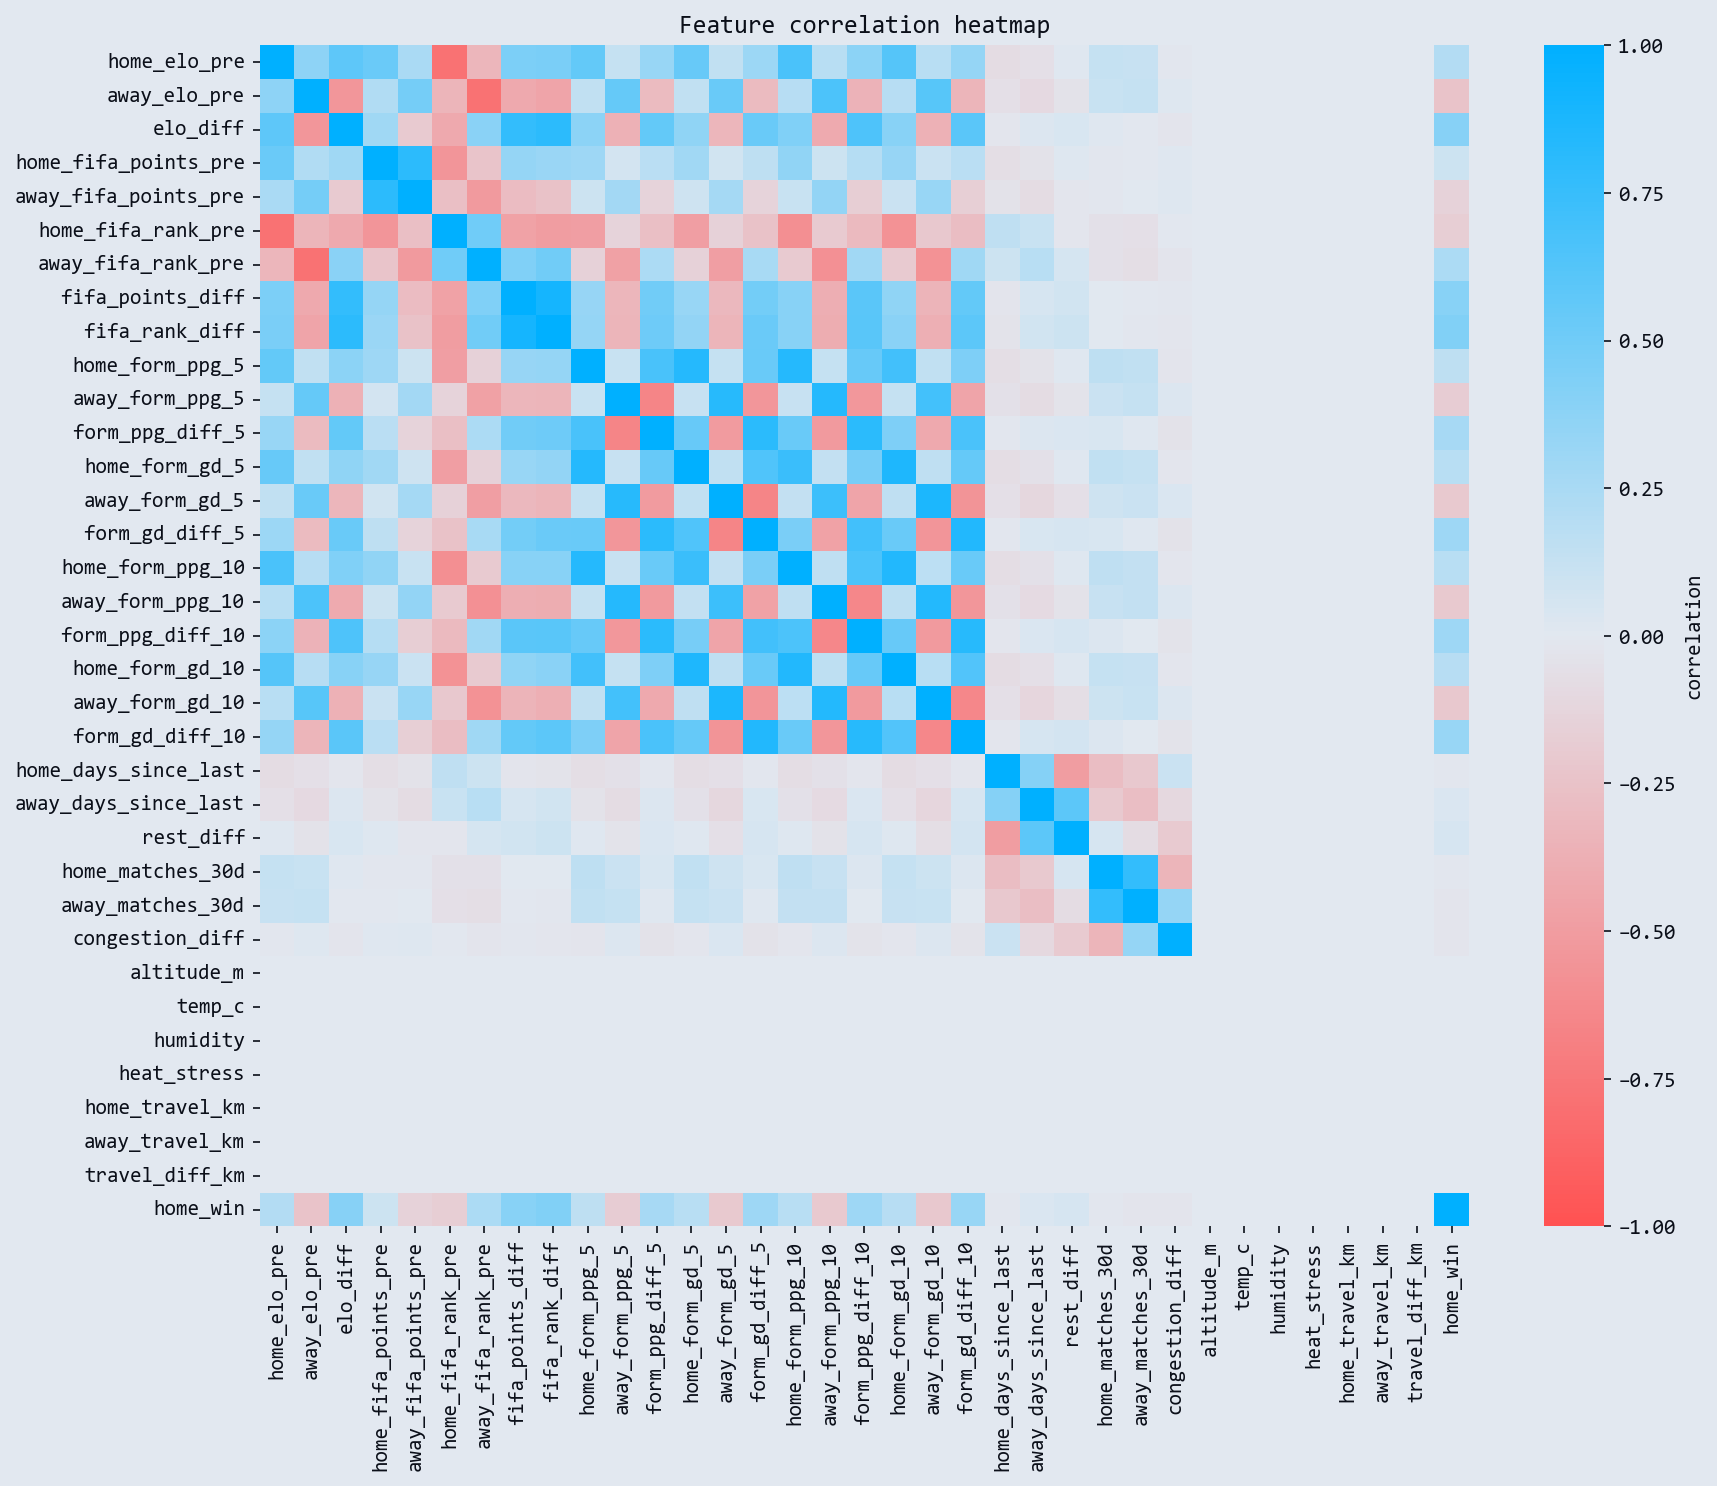 Feature correlation heatmap
home_elo_pre
away_elo_pre
elo_diff
home_fifa_points_pre
away_fifa_points_pre
home_fifa_rank_pre
away_fifa_rank_pre
fifa_points_diff
fifa_rank_diff
home_form_ppg_5
away_form_ppg_5
form_ppg_diff_5
home_form_gd_5
away_form_gd_5
form_gd_diff_5
home_form_ppg_10
away_form_ppg_10
form_ppg_diff_10
home_form_gd_10
away_form_gd_10
form_gd_diff_10
home_days_since_last
away_days_since_last
rest_diff
home_matches_30d
away_matches_30d
congestion_diff
altitude_m
temp_c
humidity
heat_stress
home_travel_km
away_travel_km
travel_diff_km
home_win
home_elo_pre
away_elo_pre
elo_diff
home_fifa_points_pre
away_fifa_points_pre
home_fifa_rank_pre
away_fifa_rank_pre
fifa_points_diff
fifa_rank_diff
home_form_ppg_5
away_form_ppg_5
form_ppg_diff_5
home_form_gd_5
away_form_gd_5
form_gd_diff_5
home_form_ppg_10
away_form_ppg_10
form_ppg_diff_10
home_form_gd_10
away_form_gd_10
form_gd_diff_10
home_days_since_last
away_days_since_last
rest_diff
home_matches_30d
away_matches_30d
congestion_diff
altitude_m
temp_c
humidity
heat_stress
home_travel_km
away_travel_km
travel_diff_km
home_win
1.00
0.75
0.50
0.25
0.00
−0.25
−0.50
−0.75
−1.00
correlation